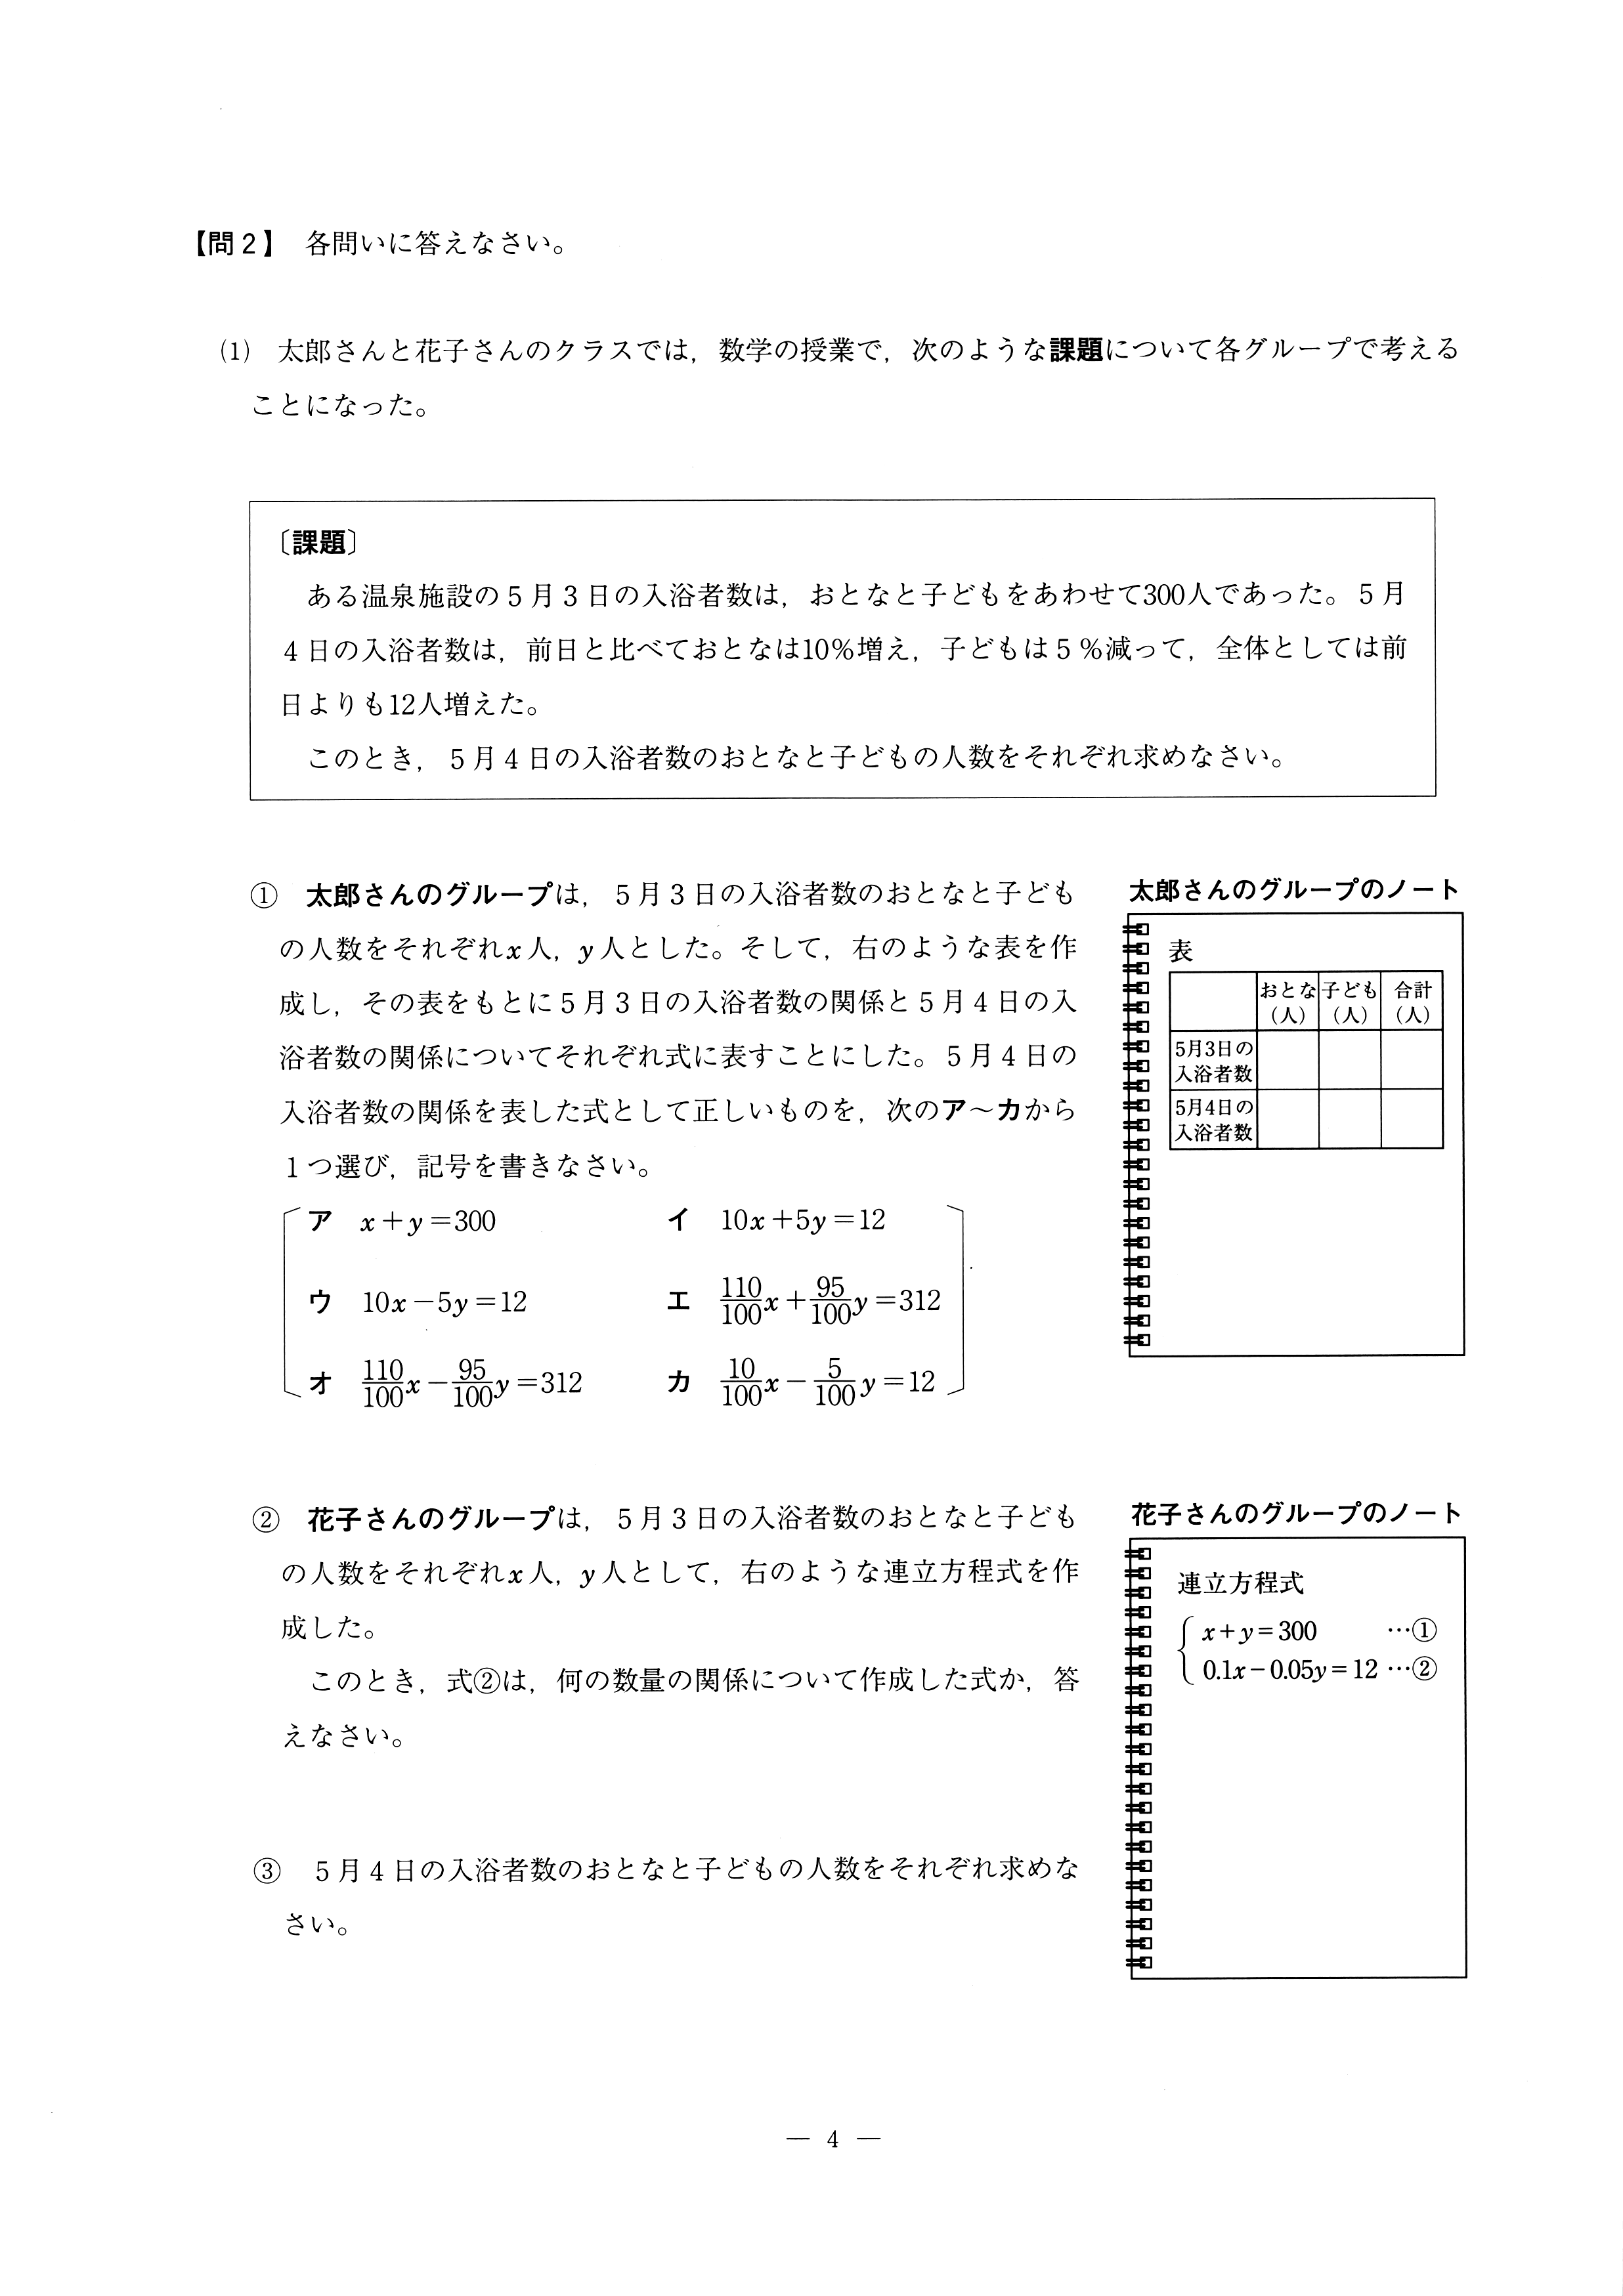 【問2】 各問いに答えなさい。
(1) 太郎さんと花子さんのクラスでは，数学の授業で，次のような課題について各グループで考える
ことになった。
〔課題〕
ある温泉施設の5月3日の入浴者数は，おとなと子どもをあわせて300人であった。5月
4日の入浴者数は，前日と比べておとなは10％増え，子どもは5％減って，全体としては前
日よりも12人増えた。
このとき，5月4日の入浴者数のおとなと子どもの人数をそれぞれ求めなさい。
① 太郎さんのグループは，5月3日の入浴者数のおとなと子ども
の人数をそれぞれx人，y人とした。そして，右のような表を作
成し，その表をもとに5月3日の入浴者数の関係と5月4日の入
浴者数の関係についてそれぞれ式に表すことにした。5月4日の
入浴者数の関係を表した式として正しいものを，次のア～カから
1つ選び，記号を書きなさい。
ア x＋y＝300 イ 10x＋5y＝12
ウ 10x－5y＝12 エ 110/100x＋95/100y＝312
オ 110/100x－95/100y＝312 カ 10/100x－5/100y＝12
太郎さんのグループのノート
表
おとな（人） 子ども（人） 合計（人）
5月3日の
入浴者数
5月4日の
入浴者数
② 花子さんのグループは，5月3日の入浴者数のおとなと子ども
の人数をそれぞれx人，y人として，右のような連立方程式を作
成した。
このとき，式②は，何の数量の関係について作成した式か，答
えなさい。
花子さんのグループのノート
連立方程式
x＋y＝300 …①
0.1x－0.05y＝12 …②
③ 5月4日の入浴者数のおとなと子どもの人数をそれぞれ求めな
さい。
— 4 —